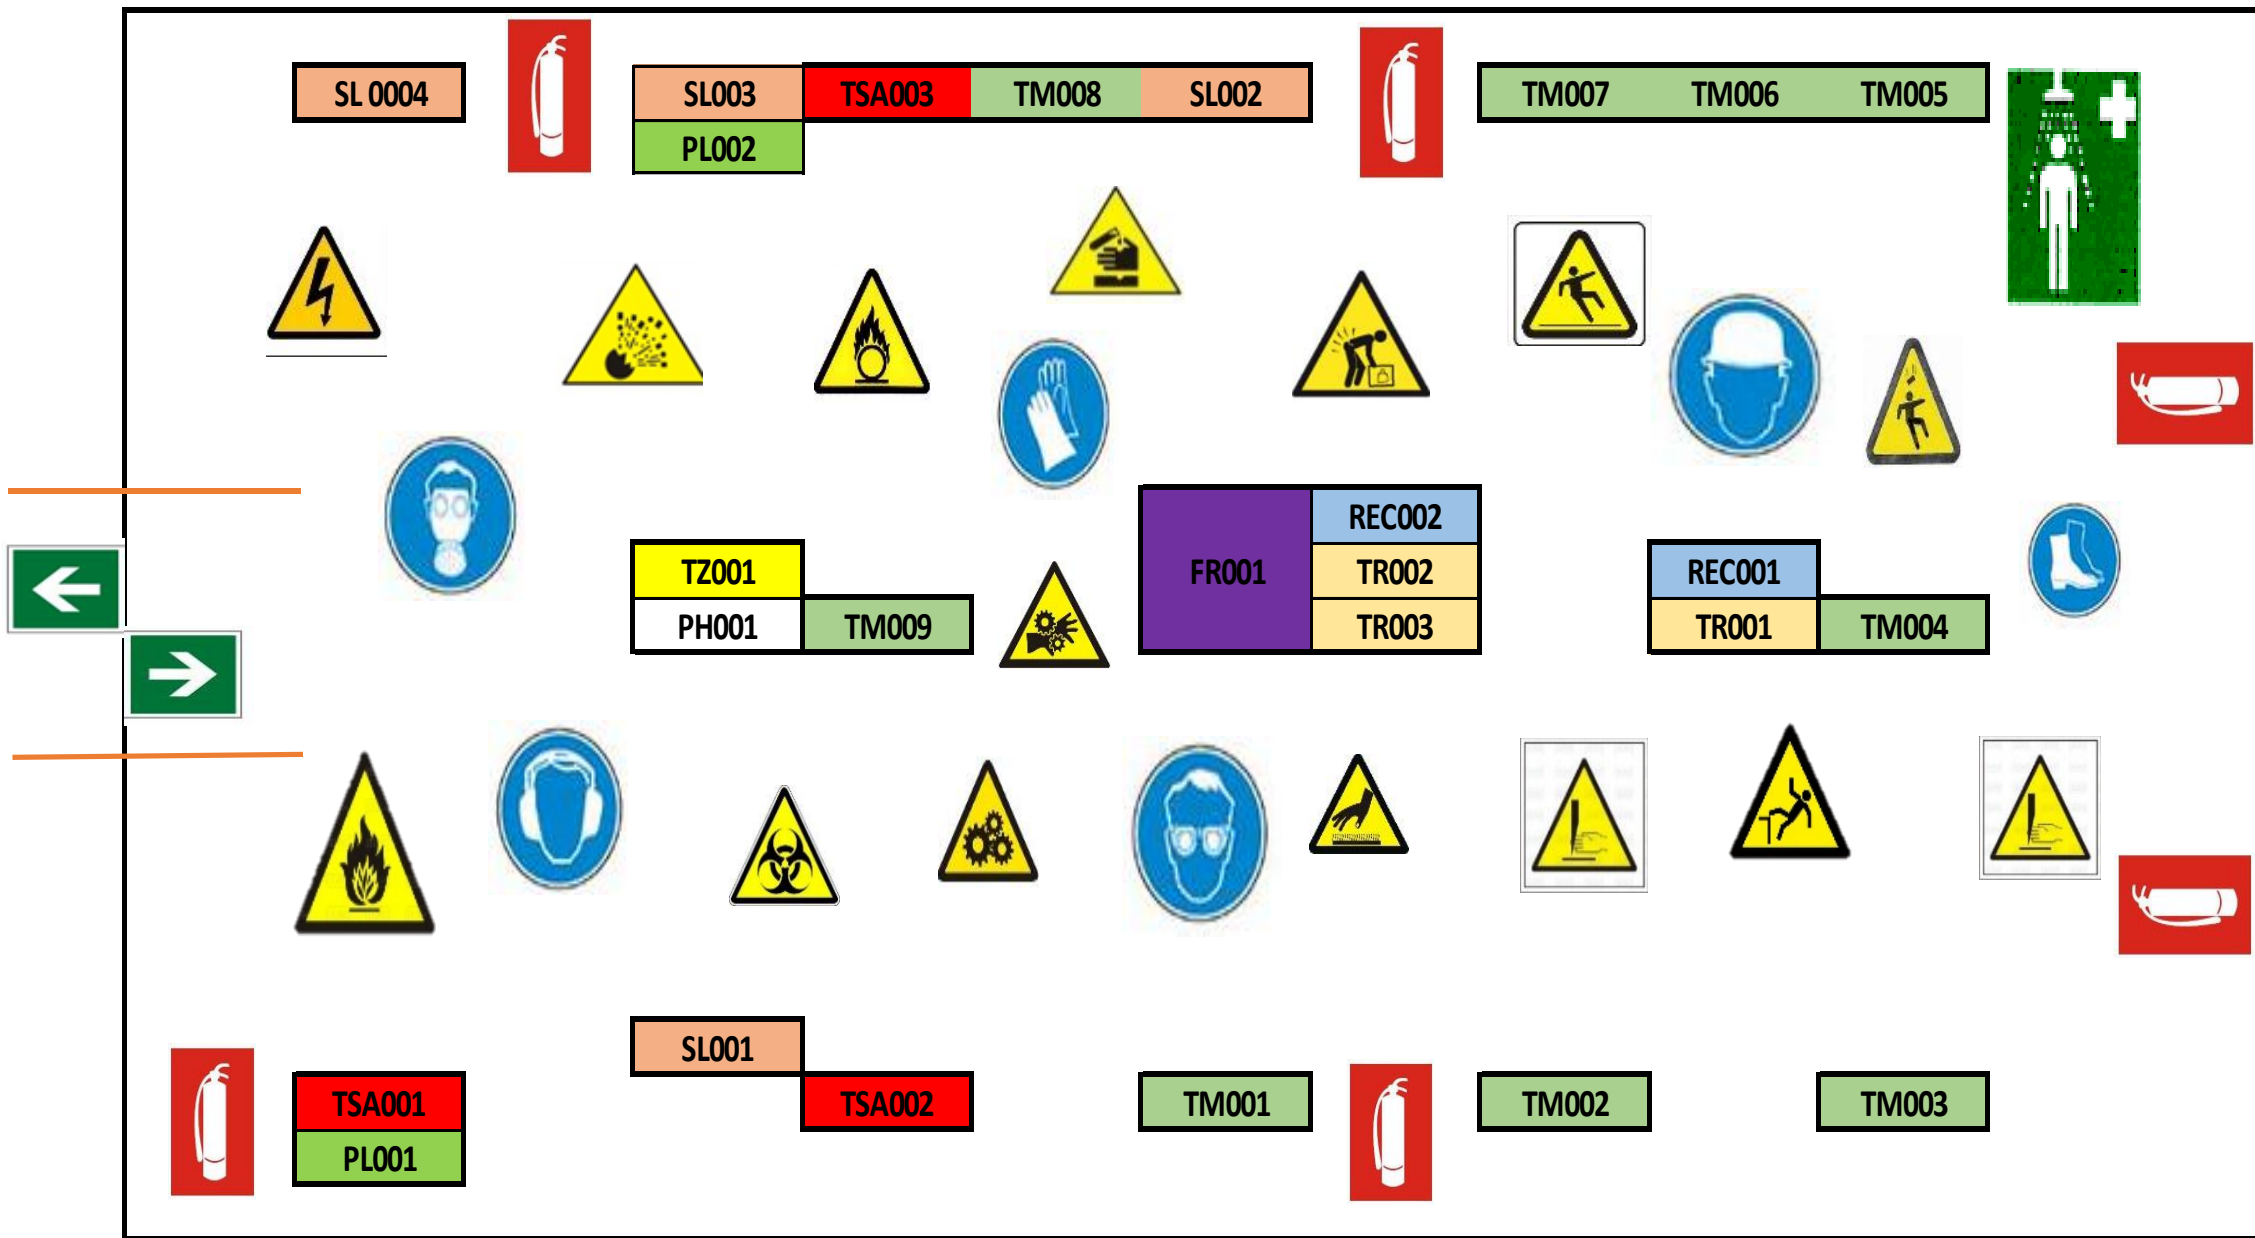 SL 0004
SL003 TSA003 TM008 SL002
TM007 TM006 TM005
PL002
REC002
TZ001
FR001
TR002
REC001
PH001
TM009
TR003
TR001
TM004
SL001
TSA001
TSA002
TM001
TM002
TM003
PL001